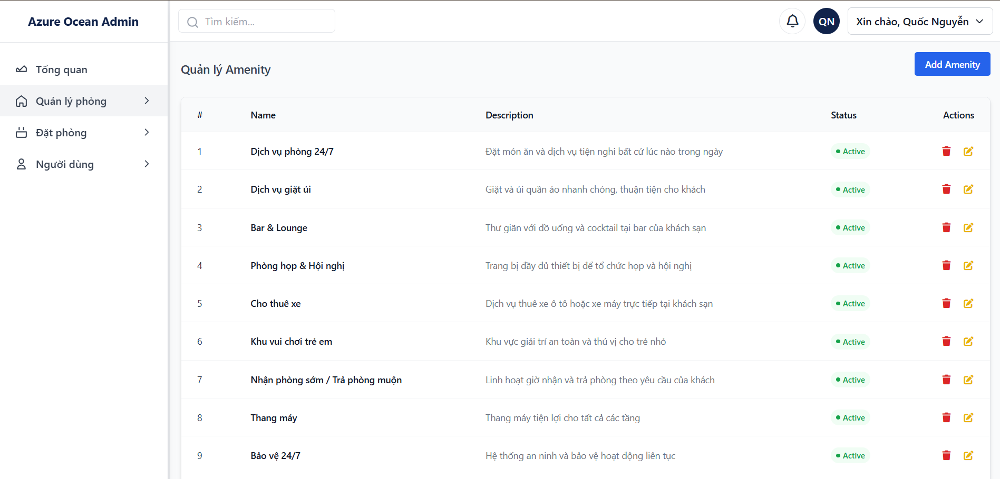 Azure Ocean Admin
Tìm kiếm...
QN
Xin chào, Quốc Nguyễn
Tổng quan
Quản lý phòng
Đặt phòng
Người dùng
Quản lý Amenity
Add Amenity
# Name Description Status Actions
1 Dịch vụ phòng 24/7 Đặt món ăn và dịch vụ tiện nghi bất cứ lúc nào trong ngày Active
2 Dịch vụ giặt ủi Giặt và ủi quần áo nhanh chóng, thuận tiện cho khách Active
3 Bar & Lounge Thư giãn với đồ uống và cocktail tại bar của khách sạn Active
4 Phòng họp & Hội nghị Trang bị đầy đủ thiết bị để tổ chức họp và hội nghị Active
5 Cho thuê xe Dịch vụ thuê xe ô tô hoặc xe máy trực tiếp tại khách sạn Active
6 Khu vui chơi trẻ em Khu vực giải trí an toàn và thú vị cho trẻ nhỏ Active
7 Nhận phòng sớm / Trả phòng muộn Linh hoạt giờ nhận và trả phòng theo yêu cầu của khách Active
8 Thang máy Thang máy tiện lợi cho tất cả các tầng Active
9 Bảo vệ 24/7 Hệ thống an ninh và bảo vệ hoạt động liên tục Active